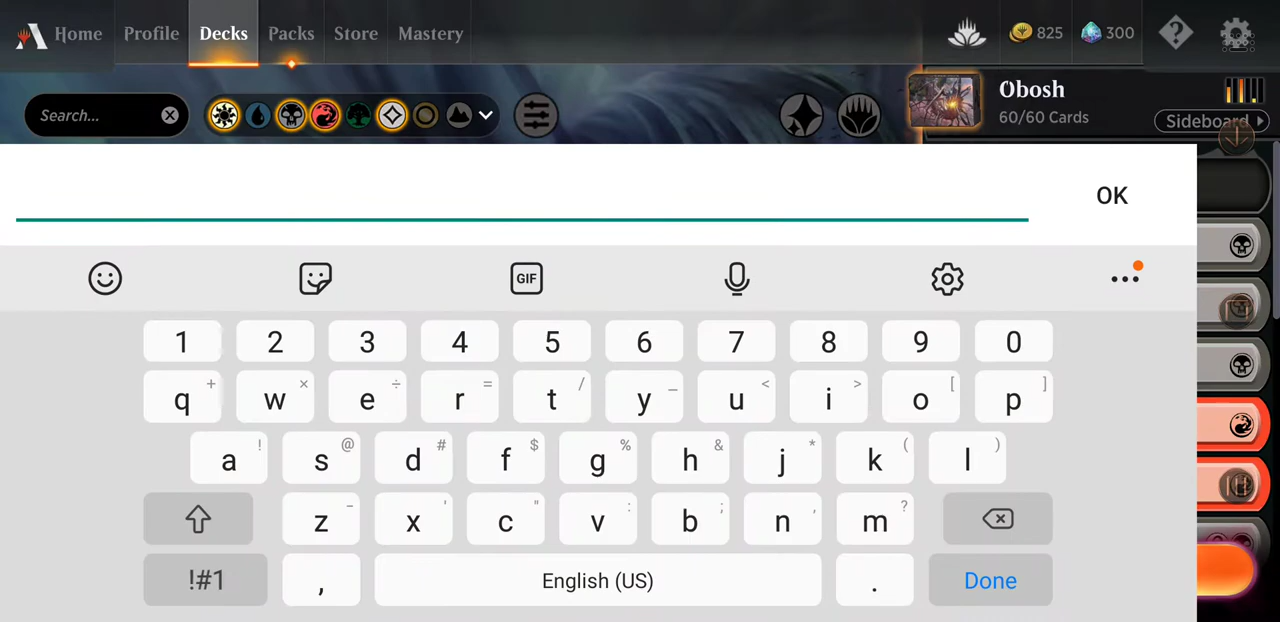 Home Profile Decks Packs Store Mastery 825 300
Search...
Obosh
60/60 Cards
Sideboard
OK
GIF
1 2 3 4 5 6 7 8 9 0
q + w × e ÷ r = t / y _ u < i > o [ p ]
a ! s @ d # f $ g % h & j * k ( l )
z - x ' c " v : b ; n , m ?
!#1 , English (US) . Done